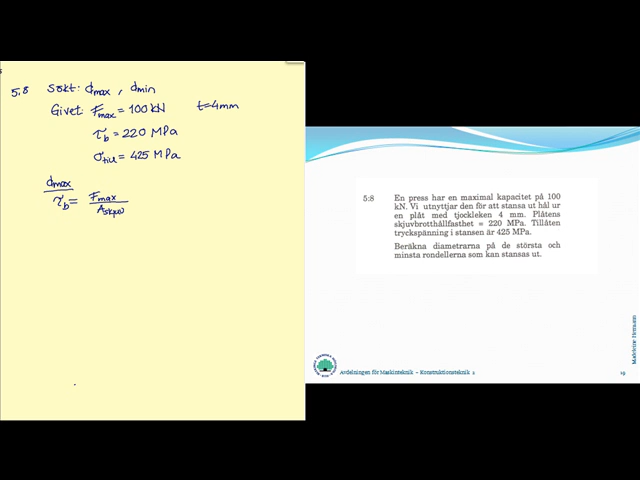 5.8 Sökt: dmax, dmin
Givet: Fmax = 100 kN t=4mm
τb = 220 MPa
σtill = 425 MPa
dmax
τb = Fmax
Askjuv
5:8 En press har en maximal kapacitet på 100
kN. Vi utnyttjar den för att stansa ut hål ur
en plåt med tjockleken 4 mm. Plåtens
skjuvbrotthållfasthet = 220 MPa. Tillåten
tryckspänning i stansen är 425 MPa.
Beräkna diametrarna på de största och
minsta rondellerna som kan stansas ut.
Avdelningen för Maskinteknik – Konstruktionsteknik 2
19